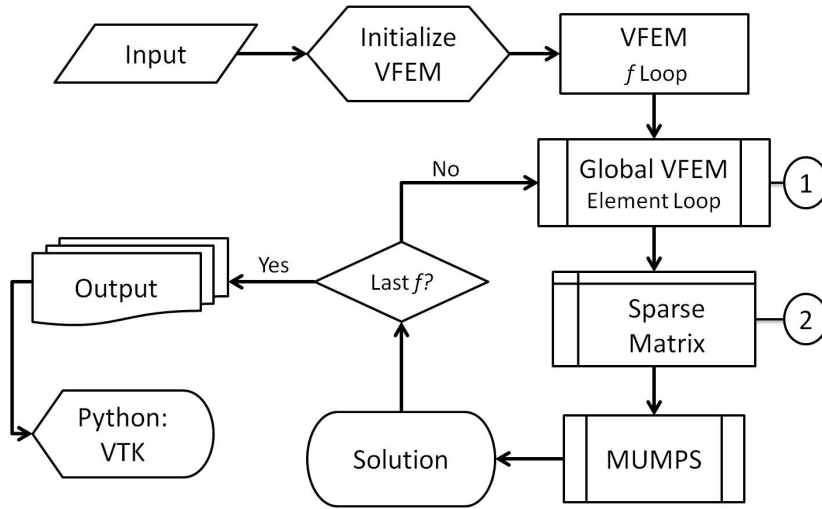 Input
Initialize
VFEM
VFEM
f Loop
Global VFEM
Element Loop
1
No
Yes
Last f?
Output
Sparse
Matrix
2
Python:
VTK
Solution
MUMPS